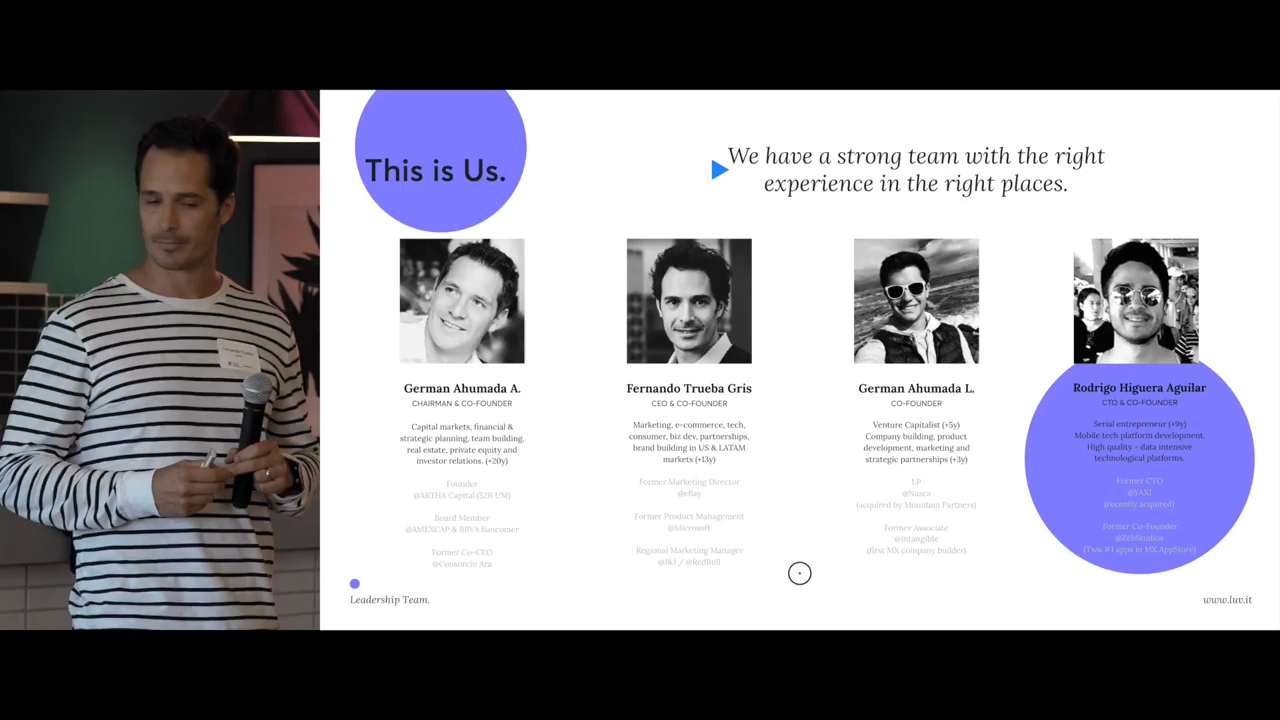 This is Us.
We have a strong team with the right
experience in the right places.
German Ahumada A.
CHAIRMAN & CO-FOUNDER
Capital markets, financial &
strategic planning, team building,
real estate, private equity and
investor relations. (+20y)
Founder
@ARTHA Capital ($2B UM)
Board Member
@AMEXCAP & BBVA Bancomer
Former Co-CEO
@Consorcio Ara
Fernando Trueba Gris
CEO & CO-FOUNDER
Marketing, e-commerce, tech,
consumer, biz dev, partnerships,
brand building in US & LATAM
markets (+13y)
Former Marketing Director
@eBay
Former Product Management
@Microsoft
Regional Marketing Manager
@J&J / @RedBull
German Ahumada L.
CO-FOUNDER
Venture Capitalist (+5y)
Company building, product
development, marketing and
strategic partnerships (+3y)
LP
@Nazca
(acquired by Mountain Partners)
Former Associate
@Intangible
(first MX company builder)
Rodrigo Higuera Aguilar
CTO & CO-FOUNDER
Serial entrepreneur (+9y)
Mobile tech platform development.
High quality - data intensive
technological platforms.
Former CTO
@YAXI
(recently acquired)
Former Co-Founder
@ZebStudios
(Two #1 apps in MX AppStore)
Leadership Team.
www.luv.it